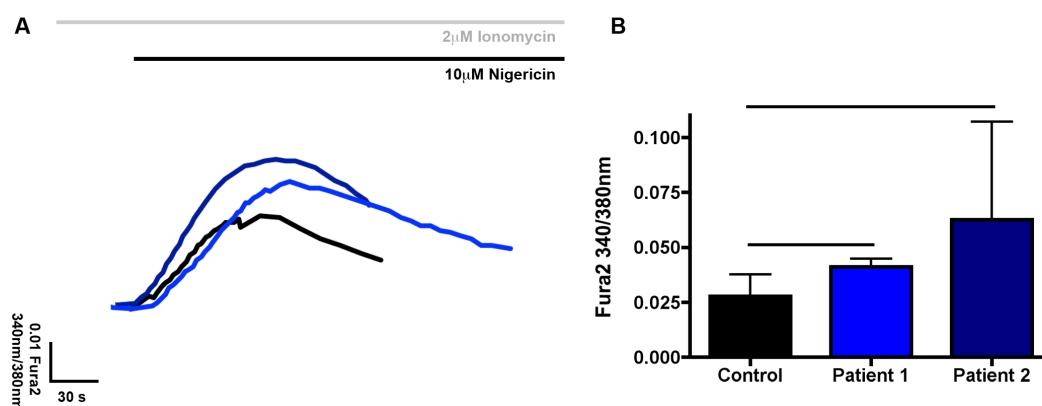 A
2μM Ionomycin
10μM Nigericin
0.01 Fura2
340nm/380nm
30 s
B
Fura2 340/380nm
0.100
0.075
0.050
0.025
0.000
Control
Patient 1
Patient 2